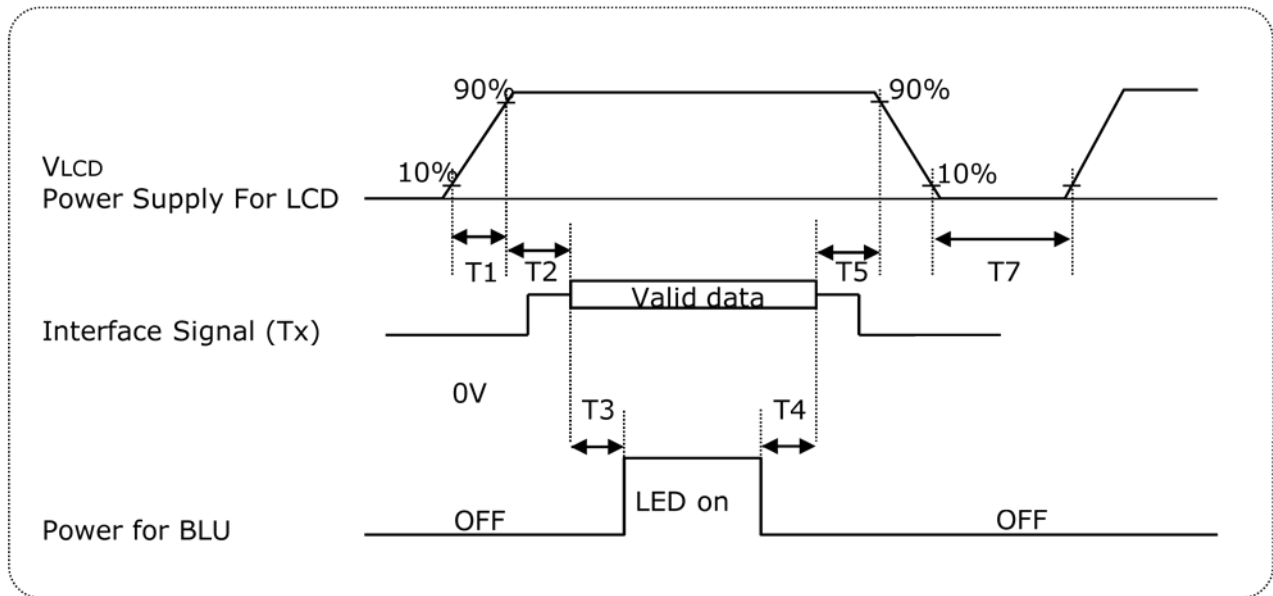 90%
90%
VLCD
10%
10%
Power Supply For LCD
T1
T2
T5
T7
Valid data
Interface Signal (Tx)
0V
T3
T4
LED on
OFF
OFF
Power for BLU